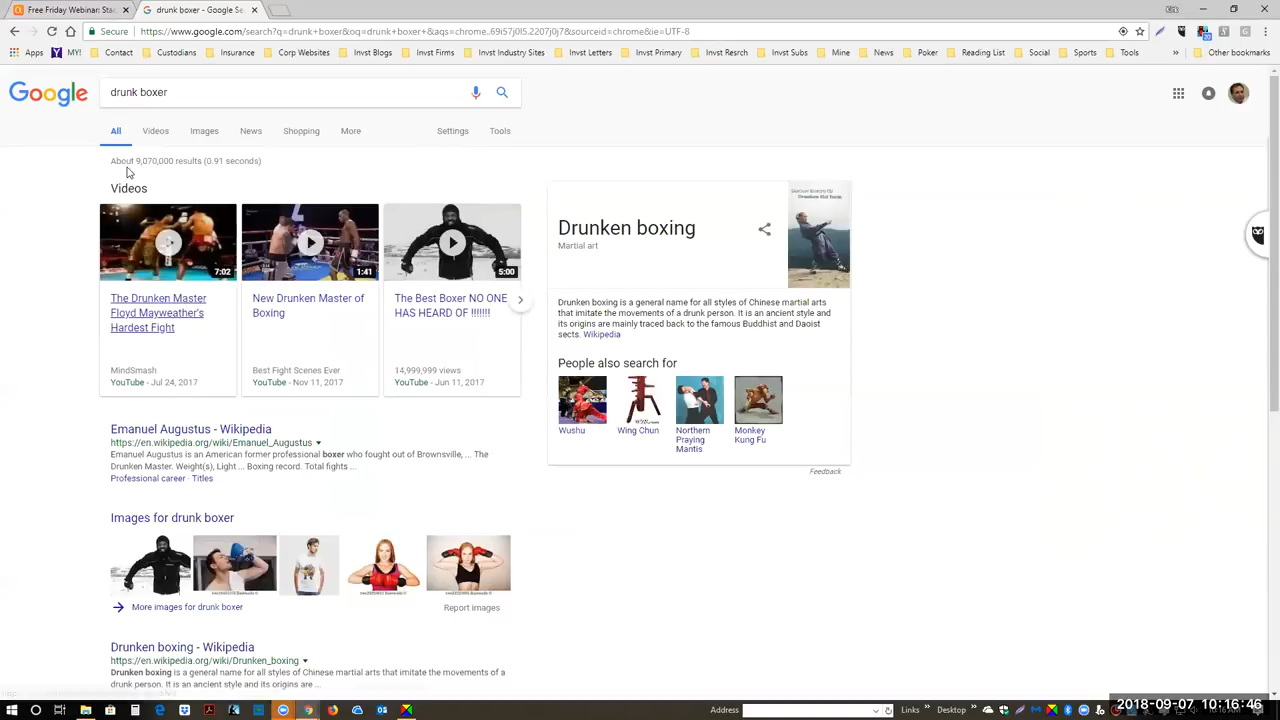 Free Friday Webinar: Stac
drunk boxer - Google Sea
Secure
https://www.google.com/search?q=drunk+boxer+&oq=drunk+boxer+&aqs=chrome..69i57j0l5.2207j0j7&sourceid=chrome&ie=UTF-8
Apps MY! Contact Custodians Insurance Corp Websites Invst Blogs Invst Firms Invst Industry Sites Invst Letters Invst Primary Invst Resrch Invst Subs Mine News Poker Reading List Social Sports Tools » Other bookmarks
Google
drunk boxer
All Videos Images News Shopping More Settings Tools
About 9,070,000 results (0.91 seconds)
Videos
7:02
The Drunken Master
Floyd Mayweather's
Hardest Fight
MindSmash
YouTube - Jul 24, 2017
1:41
New Drunken Master of
Boxing
Best Fight Scenes Ever
YouTube - Nov 11, 2017
5:00
The Best Boxer NO ONE
HAS HEARD OF !!!!!!!
14,999,999 views
YouTube - Jun 11, 2017
Emanuel Augustus - Wikipedia
https://en.wikipedia.org/wiki/Emanuel_Augustus
Emanuel Augustus is an American former professional boxer who fought out of Brownsville, ... The
Drunken Master. Weight(s), Light ... Boxing record. Total fights ...
Professional career · Titles
Images for drunk boxer
More images for drunk boxer
Report images
Drunken boxing - Wikipedia
https://en.wikipedia.org/wiki/Drunken_boxing
Drunken boxing is a general name for all styles of Chinese martial arts that imitate the movements of a
drunk person. It is an ancient style and its origins are ...
Drunken boxing
Martial art
Drunken boxing is a general name for all styles of Chinese martial arts
that imitate the movements of a drunk person. It is an ancient style and
its origins are mainly traced back to the famous Buddhist and Daoist
sects. Wikipedia
People also search for
Wushu
Wing Chun
Northern
Praying
Mantis
Monkey
Kung Fu
Feedback
Address
Links »
Desktop »
2018-09-07 10:16:46